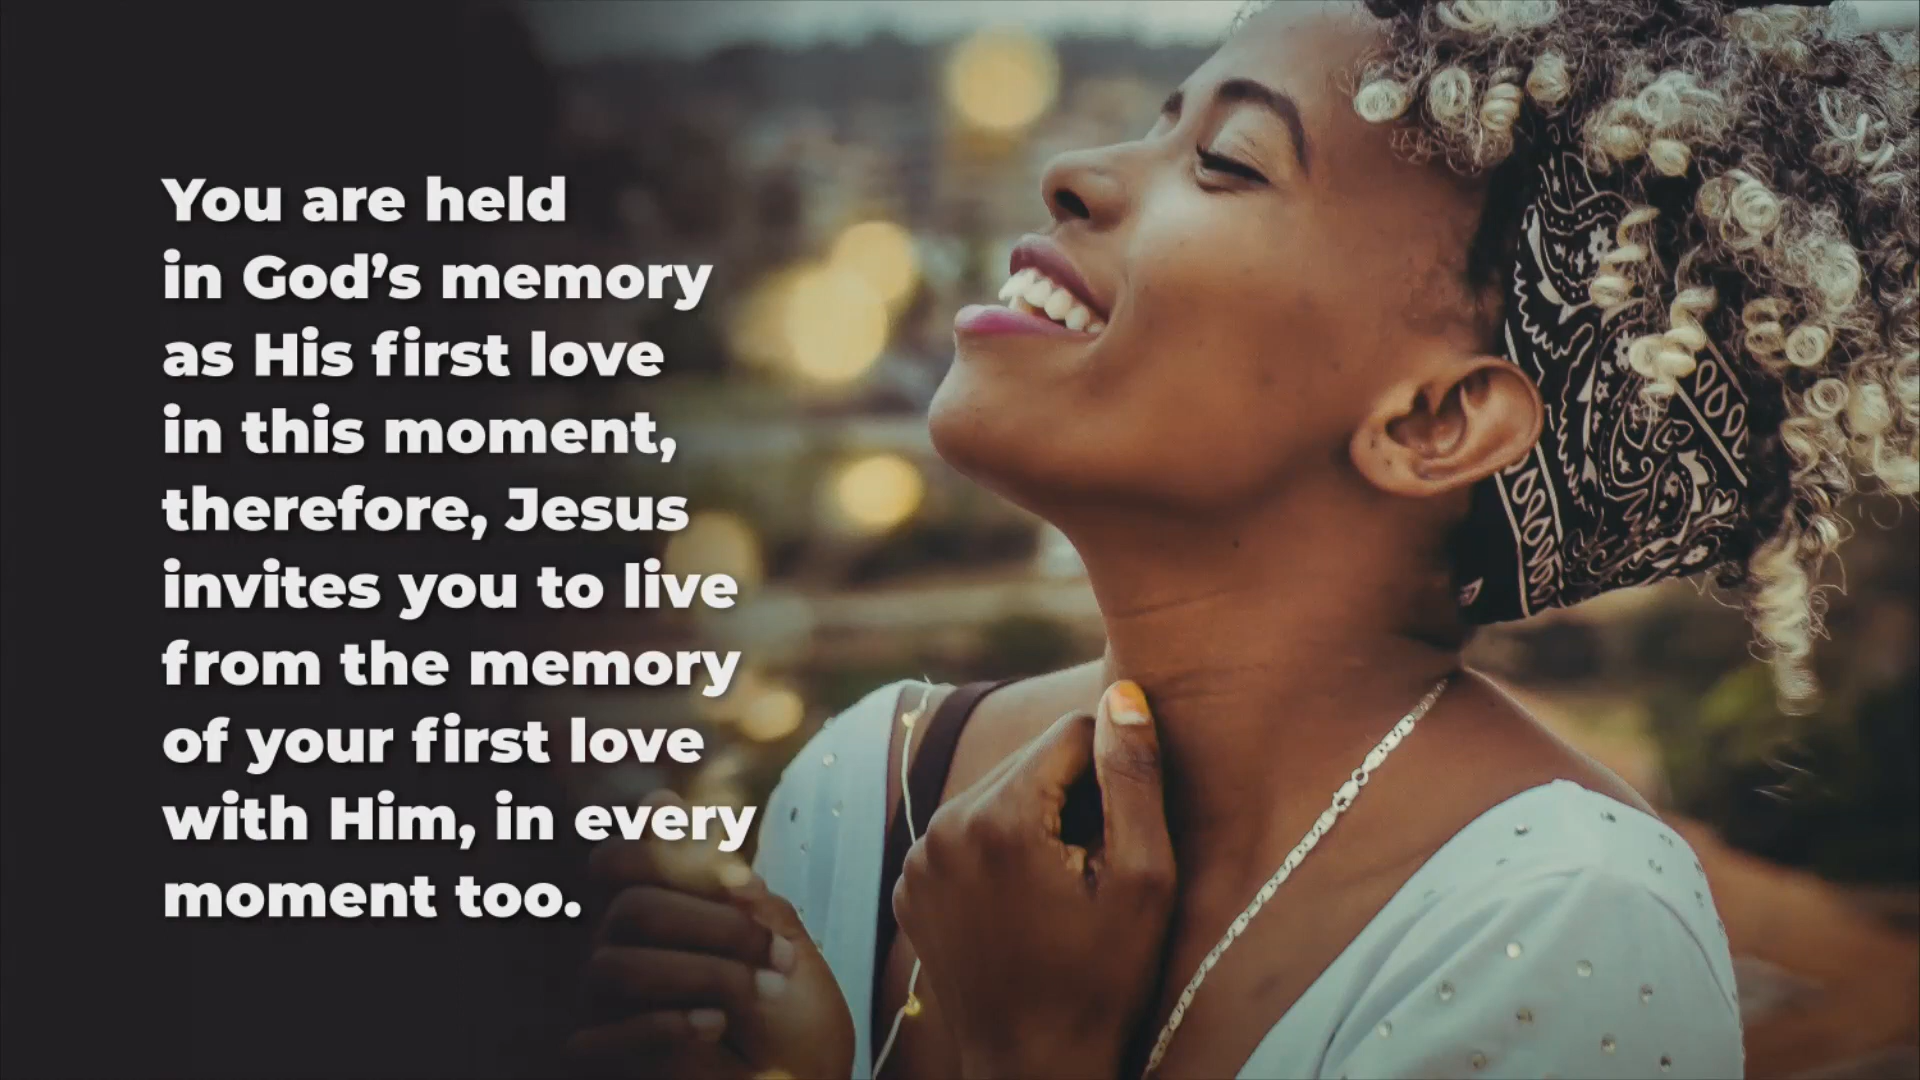 You are held
in God’s memory
as His first love
in this moment,
therefore, Jesus
invites you to live
from the memory
of your first love
with Him, in every
moment too.